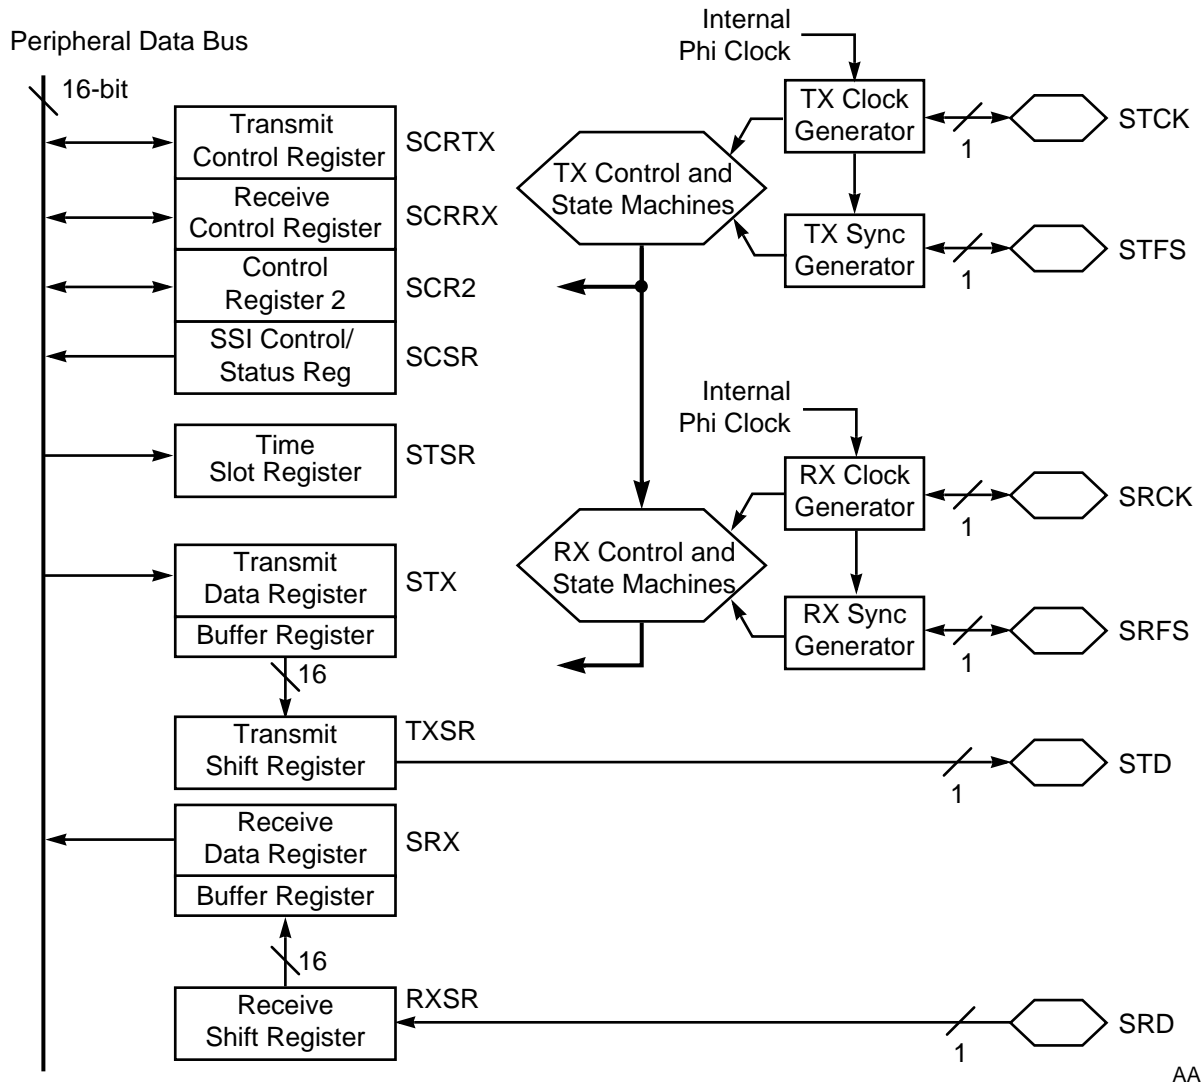 Peripheral Data Bus
16-bit
Transmit
Control Register
SCRTX
Receive
Control Register
SCRRX
Control
Register 2
SCR2
SSI Control/
Status Reg
SCSR
Time
Slot Register
STSR
Transmit
Data Register
STX
Buffer Register
16
Transmit
Shift Register
TXSR
Receive
Data Register
SRX
Buffer Register
16
Receive
Shift Register
RXSR
Internal
Phi Clock
TX Clock
Generator
1
STCK
TX Control and
State Machines
TX Sync
Generator
1
STFS
Internal
Phi Clock
RX Clock
Generator
1
SRCK
RX Control and
State Machines
RX Sync
Generator
1
SRFS
1
STD
1
SRD
AA